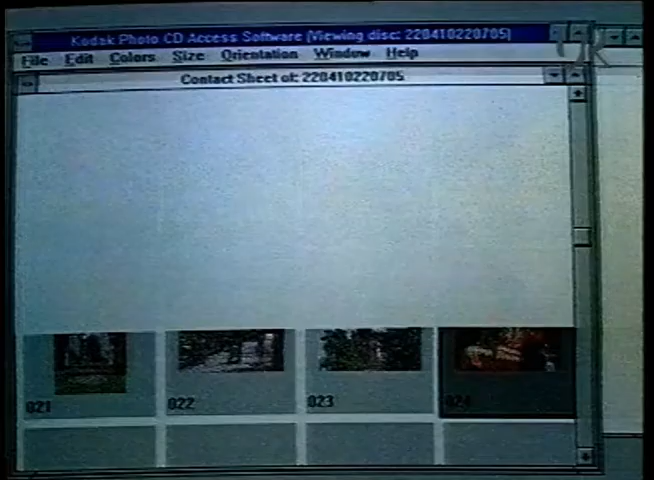 Kodak Photo CD Access Software (Viewing disc: 220410220705)
File Edit Colors Size Orientation Window Help
Contact Sheet of: 220410220705
021 022 023 024